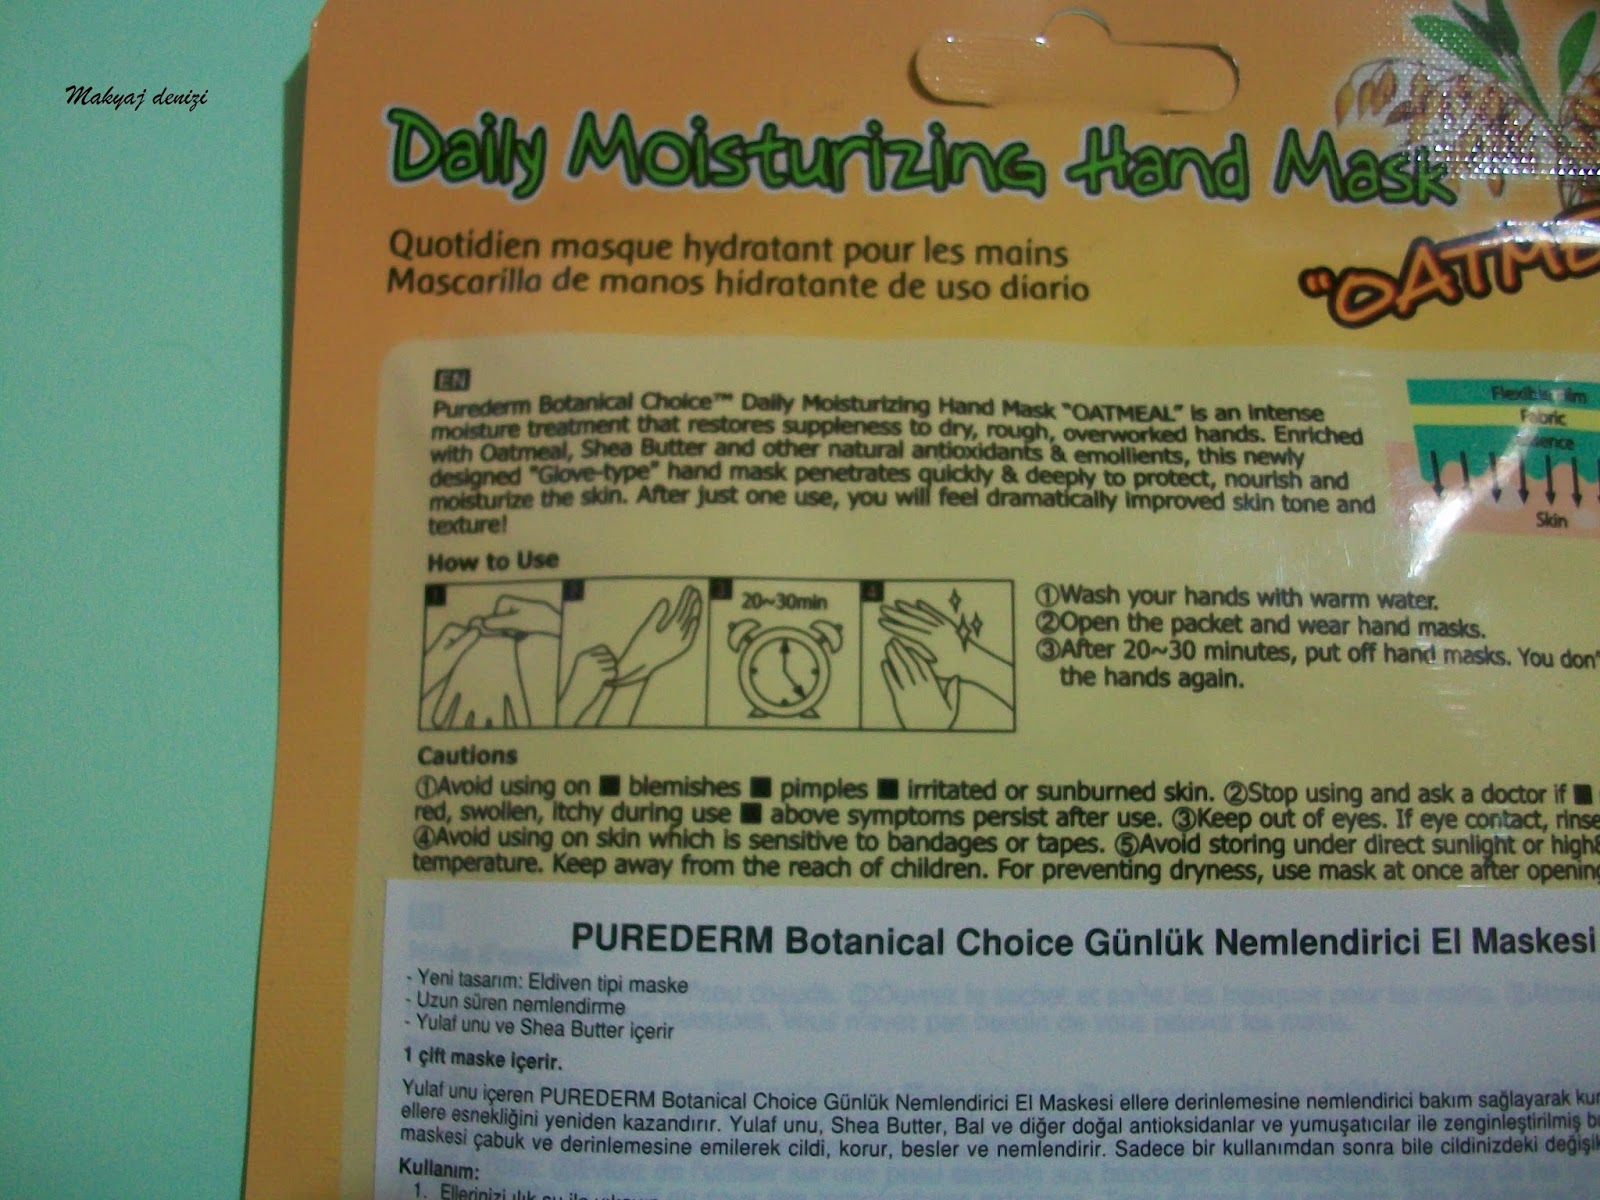 Makyaj denizi
Daily Moisturizing Hand Mask
Quotidien masque hydratant pour les mains
Mascarilla de manos hidratante de uso diario
"OATME
EN
Purederm Botanical Choice™ Daily Moisturizing Hand Mask "OATMEAL" is an intense
moisture treatment that restores suppleness to dry, rough, overworked hands. Enriched
with Oatmeal, Shea Butter and other natural antioxidants & emollients, this newly
designed "Glove-type" hand mask penetrates quickly & deeply to protect, nourish and
moisturize the skin. After just one use, you will feel dramatically improved skin tone and
texture!
Fabric
Skin
How to Use
1 2 3 4
20~30min
①Wash your hands with warm water.
②Open the packet and wear hand masks.
③After 20~30 minutes, put off hand masks. You don'
the hands again.
Cautions
①Avoid using on ■ blemishes ■ pimples ■ irritated or sunburned skin. ②Stop using and ask a doctor if ■
red, swollen, itchy during use ■ above symptoms persist after use. ③Keep out of eyes. If eye contact, rinse
④Avoid using on skin which is sensitive to bandages or tapes. ⑤Avoid storing under direct sunlight or high
temperature. Keep away from the reach of children. For preventing dryness, use mask at once after opening
PUREDERM Botanical Choice Günlük Nemlendirici El Maskesi
- Yeni tasarım: Eldiven tipi maske
- Uzun süren nemlendirme
- Yulaf unu ve Shea Butter içerir
1 çift maske içerir.
Yulaf unu içeren PUREDERM Botanical Choice Günlük Nemlendirici El Maskesi ellere derinlemesine nemlendirici bakım sağlayarak kur
ellere esnekliğini yeniden kazandırır. Yulaf unu, Shea Butter, Bal ve diğer doğal antioksidanlar ve yumuşatıcılar ile zenginleştirilmiş b
maskesi çabuk ve derinlemesine emilerek cildi, korur, besler ve nemlendirir. Sadece bir kullanımdan sonra bile cildinizdeki değişik
Kullanım:
1. Ellerinizi ılık su ile